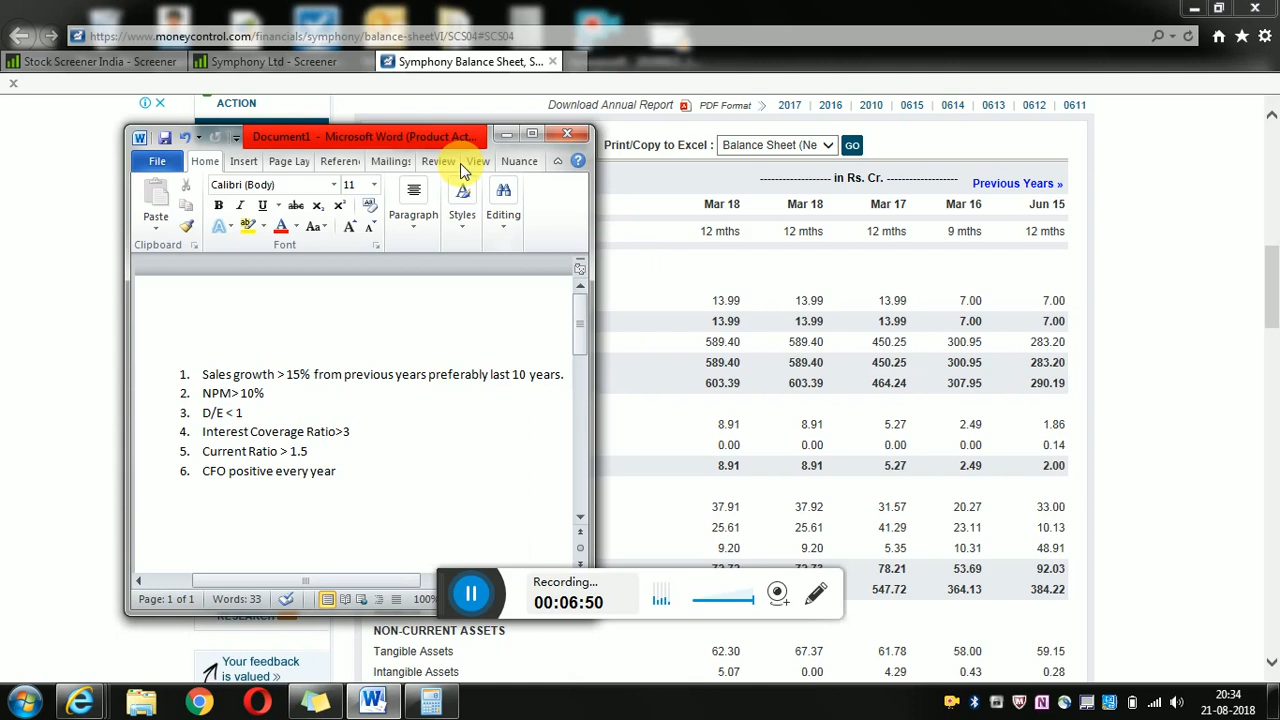 https://www.moneycontrol.com/financials/symphony/balance-sheetVI/SCS04#SCS04
Stock Screener India - Screener
Symphony Ltd - Screener
Symphony Balance Sheet, S...
ACTION
Download Annual Report PDF Format 2017 2016 2010 0615 0614 0613 0612 0611
Document1 - Microsoft Word (Product Act...
Print/Copy to Excel : Balance Sheet (Ne GO
File Home Insert Page Lay Referenc Mailings Review View Nuance
------------------- in Rs. Cr. -------------------
Previous Years »
Calibri (Body) 11
Paste
B I U abc x₂ x²
Aa A A
Paragraph Styles Editing
Clipboard Font
Mar 18 Mar 18 Mar 17 Mar 16 Jun 15
12 mths 12 mths 12 mths 9 mths 12 mths
13.99 13.99 13.99 7.00 7.00
13.99 13.99 13.99 7.00 7.00
589.40 589.40 450.25 300.95 283.20
589.40 589.40 450.25 300.95 283.20
603.39 603.39 464.24 307.95 290.19
8.91 8.91 5.27 2.49 1.86
0.00 0.00 0.00 0.00 0.14
8.91 8.91 5.27 2.49 2.00
37.91 37.92 31.57 20.27 33.00
25.61 25.61 41.29 23.11 10.13
9.20 9.20 5.35 10.31 48.91
78.21 53.69 92.03
547.72 364.13 384.22
1. Sales growth > 15% from previous years preferably last 10 years.
2. NPM> 10%
3. D/E < 1
4. Interest Coverage Ratio>3
5. Current Ratio > 1.5
6. CFO positive every year
Page: 1 of 1 Words: 33 100%
Recording...
00:06:50
NON-CURRENT ASSETS
Tangible Assets 62.30 67.37 61.78 58.00 59.15
Intangible Assets 5.07 0.00 4.29 0.43 0.28
Your feedback
is valued »
20:34
21-08-2018